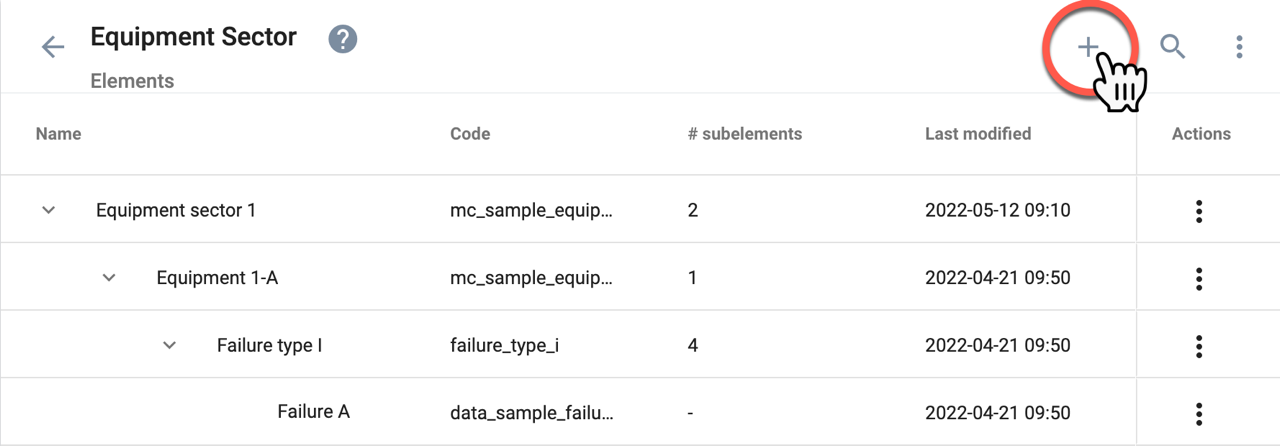 Equipment Sector ?
Elements
Name Code # subelements Last modified Actions
Equipment sector 1 mc_sample_equip... 2 2022-05-12 09:10
Equipment 1-A mc_sample_equip... 1 2022-04-21 09:50
Failure type I failure_type_i 4 2022-04-21 09:50
Failure A data_sample_failu... - 2022-04-21 09:50